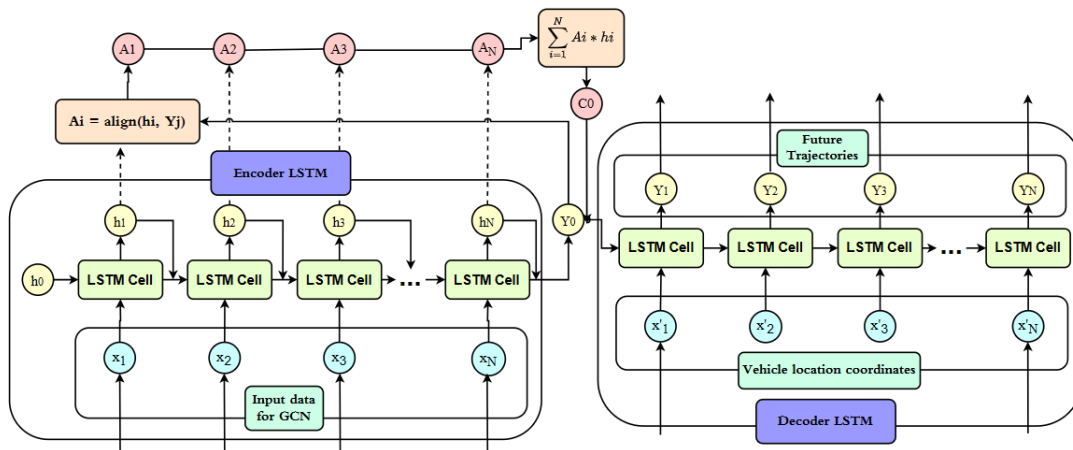 A1
A2
A3
AN
∑ i=1 N Ai * hi
C0
Ai = align(hi, Yj)
Encoder LSTM
Future
Trajectories
Y1
Y2
Y3
YN
h1
h2
h3
hN
Y0
LSTM Cell
LSTM Cell
LSTM Cell
LSTM Cell
h0
LSTM Cell
LSTM Cell
LSTM Cell
...
LSTM Cell
...
x1
x2
x3
xN
x'1
x'2
x'3
x'N
Input data
for GCN
Vehicle location coordinates
Decoder LSTM